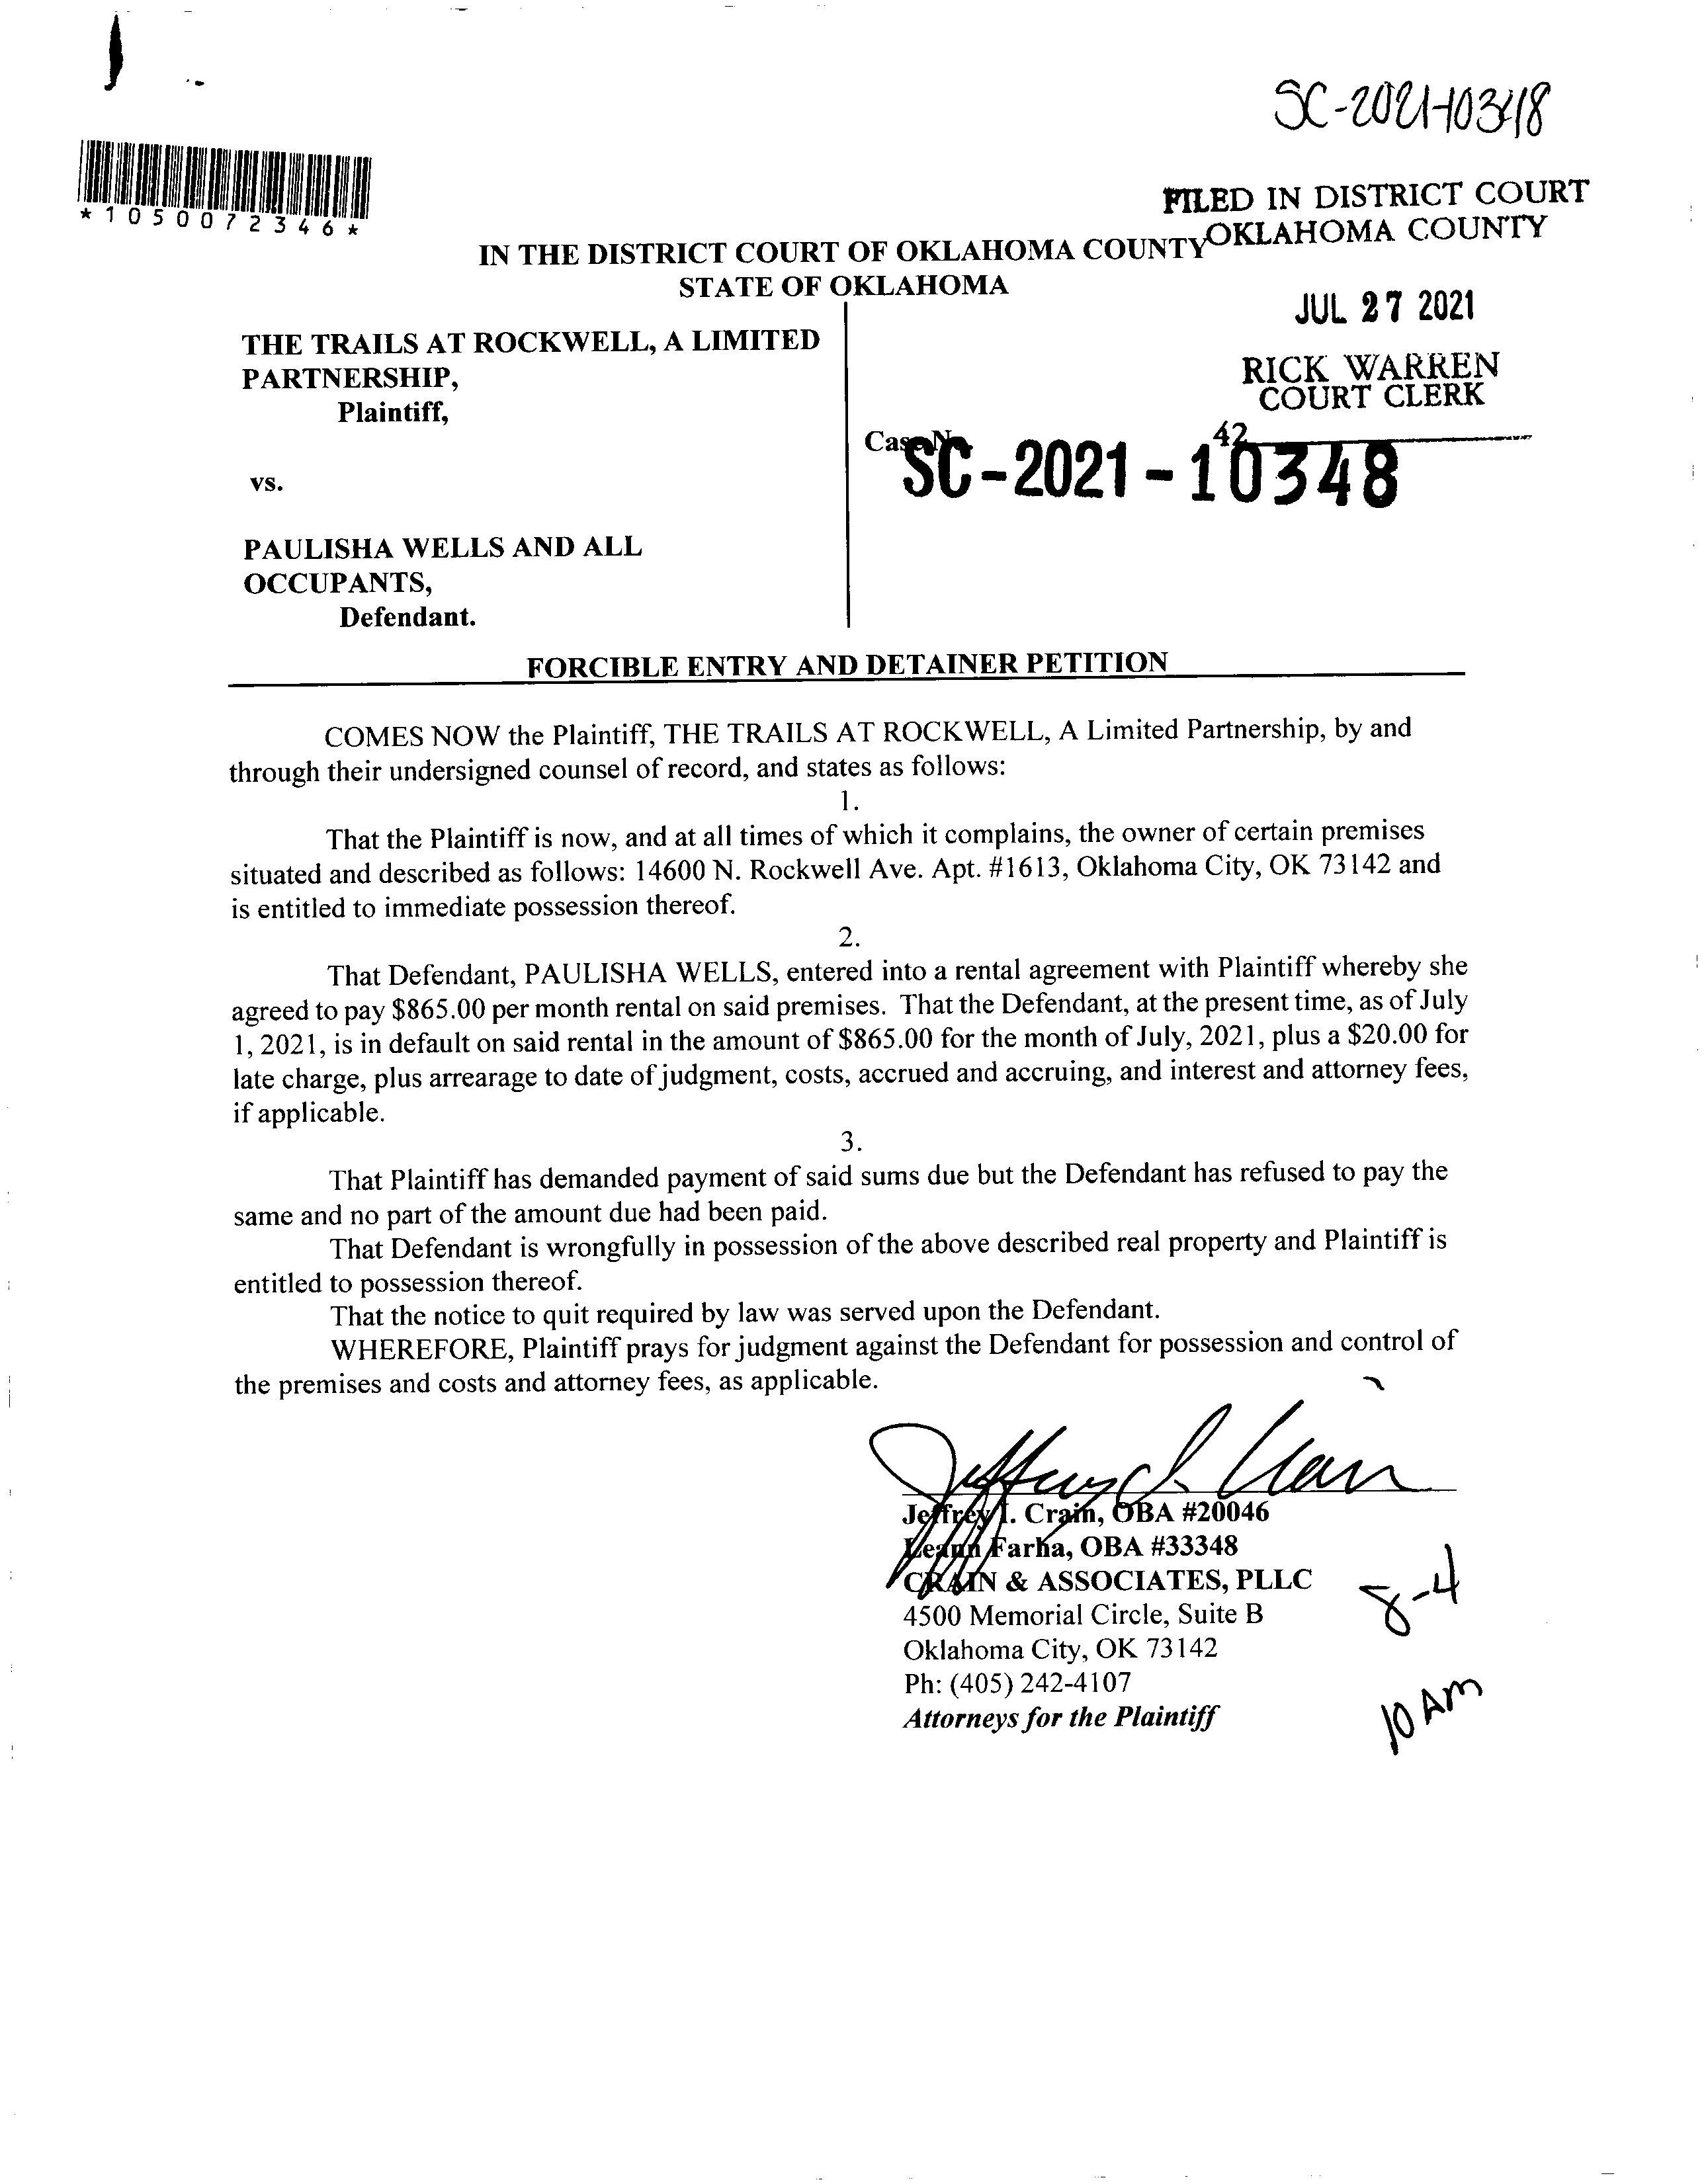 SC-2021-10348
*1050072346*
FILED IN DISTRICT COURT
OKLAHOMA COUNTY
IN THE DISTRICT COURT OF OKLAHOMA COUNTY
STATE OF OKLAHOMA
JUL 27 2021
THE TRAILS AT ROCKWELL, A LIMITED
PARTNERSHIP,
Plaintiff,
RICK WARREN
COURT CLERK
42
Case No.
SC-2021-10348
vs.
PAULISHA WELLS AND ALL
OCCUPANTS,
Defendant.
FORCIBLE ENTRY AND DETAINER PETITION
COMES NOW the Plaintiff, THE TRAILS AT ROCKWELL, A Limited Partnership, by and
through their undersigned counsel of record, and states as follows:
1.
That the Plaintiff is now, and at all times of which it complains, the owner of certain premises
situated and described as follows: 14600 N. Rockwell Ave. Apt. #1613, Oklahoma City, OK 73142 and
is entitled to immediate possession thereof.
2.
That Defendant, PAULISHA WELLS, entered into a rental agreement with Plaintiff whereby she
agreed to pay $865.00 per month rental on said premises. That the Defendant, at the present time, as of July
1, 2021, is in default on said rental in the amount of $865.00 for the month of July, 2021, plus a $20.00 for
late charge, plus arrearage to date of judgment, costs, accrued and accruing, and interest and attorney fees,
if applicable.
3.
That Plaintiff has demanded payment of said sums due but the Defendant has refused to pay the
same and no part of the amount due had been paid.
That Defendant is wrongfully in possession of the above described real property and Plaintiff is
entitled to possession thereof.
That the notice to quit required by law was served upon the Defendant.
WHEREFORE, Plaintiff prays for judgment against the Defendant for possession and control of
the premises and costs and attorney fees, as applicable.
Jeffrey I. Crain
Jeffrey I. Crain, OBA #20046
Leann Farha, OBA #33348
CRAIN & ASSOCIATES, PLLC
4500 Memorial Circle, Suite B
Oklahoma City, OK 73142
Ph: (405) 242-4107
Attorneys for the Plaintiff
8-4
10 AM